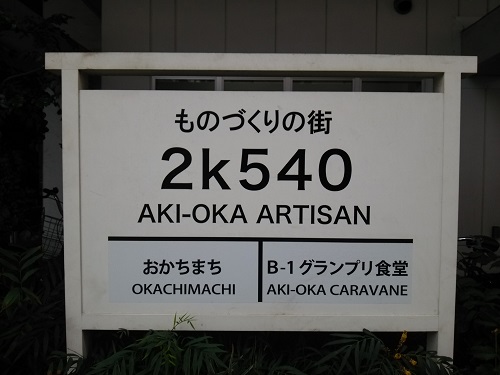 ものづくりの街
2k540
AKI-OKA ARTISAN
おかちまち
OKACHIMACHI
B-1グランプリ食堂
AKI-OKA CARAVANE